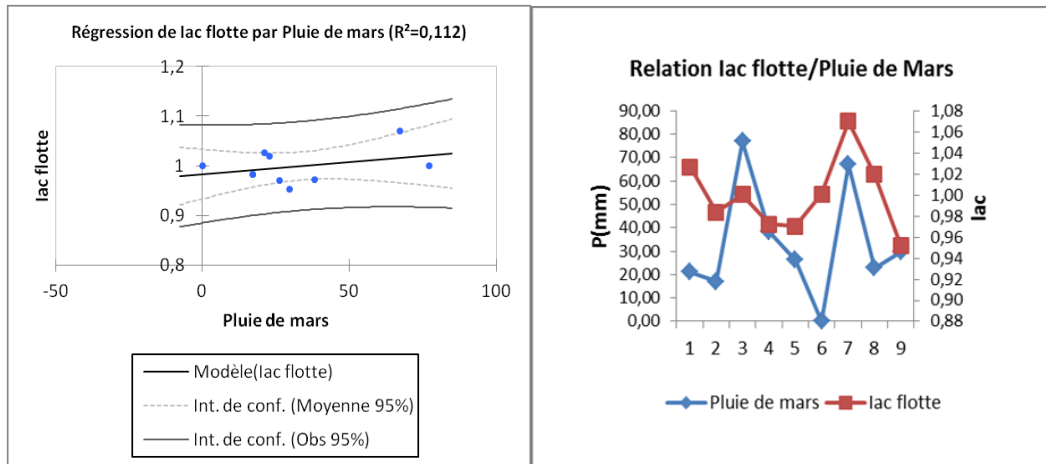 Régression de Iac flotte par Pluie de mars (R²=0,112)
1,2
1,1
1
0,9
0,8
Iac flotte
-50
0
50
100
Pluie de mars
Modèle(Iac flotte)
Int. de conf. (Moyenne 95%)
Int. de conf. (Obs 95%)
Relation Iac flotte/Pluie de Mars
90,00
80,00
70,00
60,00
50,00
40,00
30,00
20,00
10,00
0,00
P(mm)
1,08
1,06
1,04
1,02
1,00
0,98
0,96
0,94
0,92
0,90
0,88
Iac
1 2 3 4 5 6 7 8 9
Pluie de mars
Iac flotte